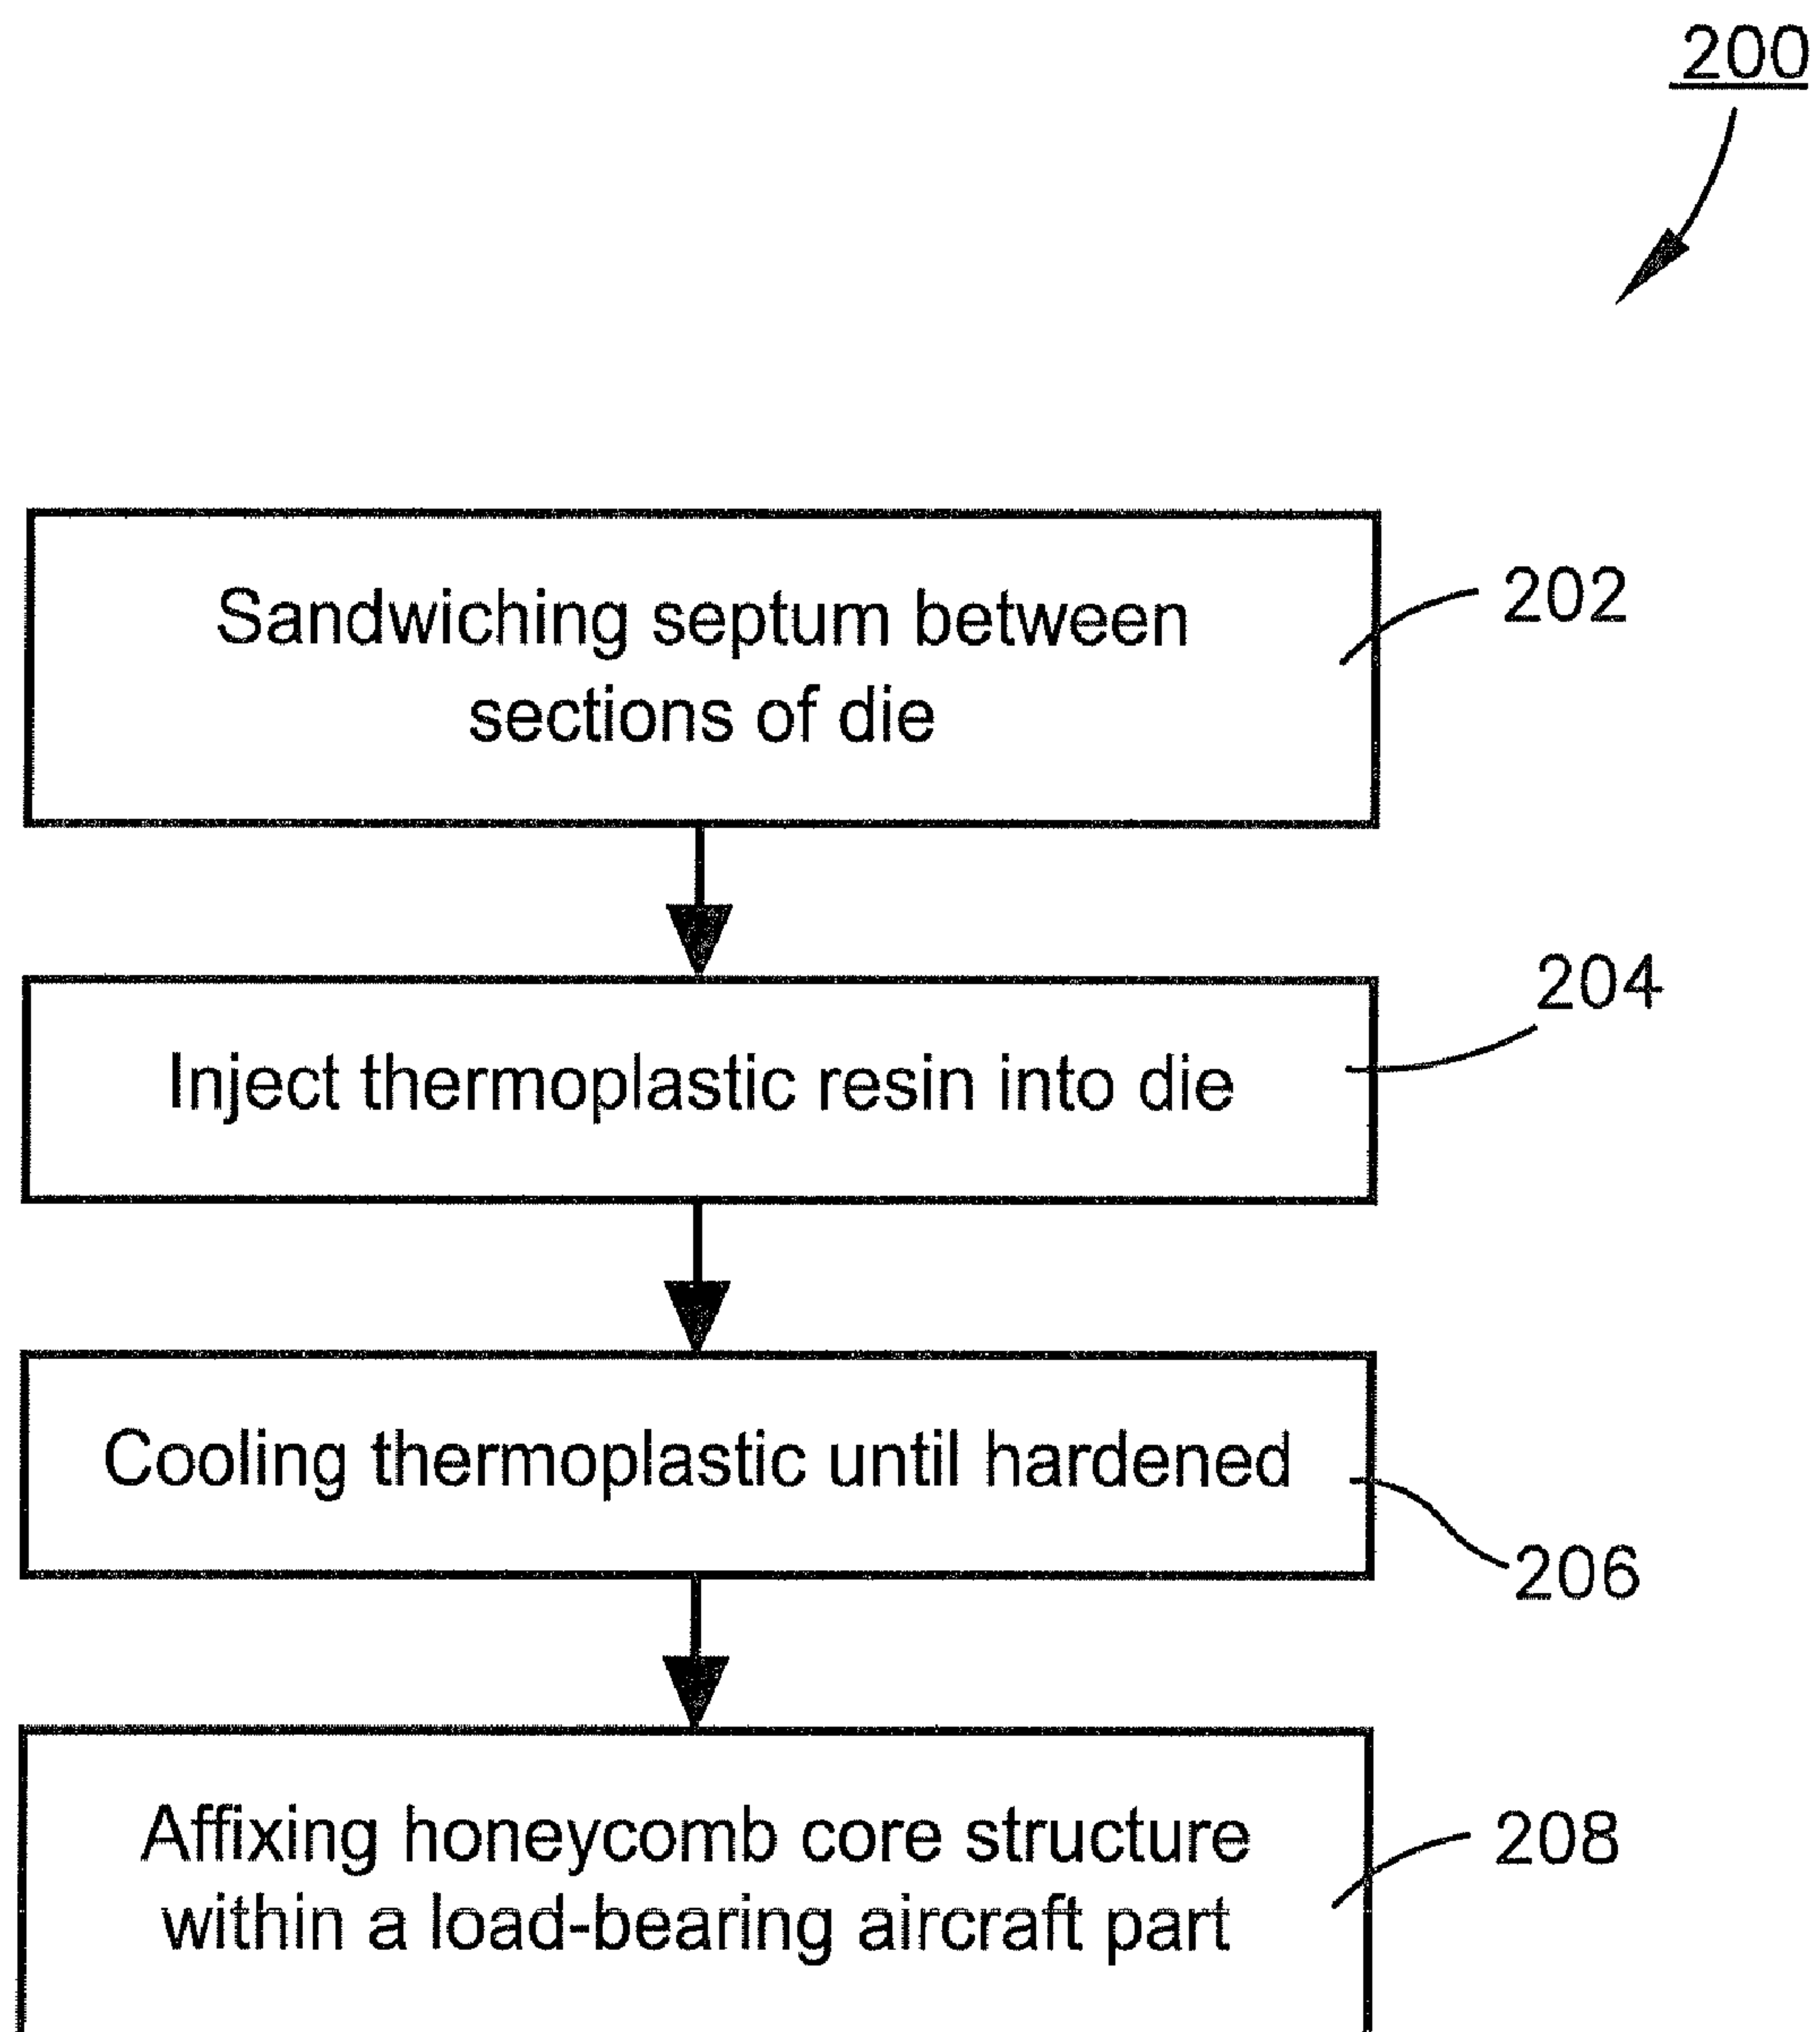 200
Sandwiching septum between
sections of die
202
Inject thermoplastic resin into die
204
Cooling thermoplastic until hardened
206
Affixing honeycomb core structure
within a load-bearing aircraft part
208